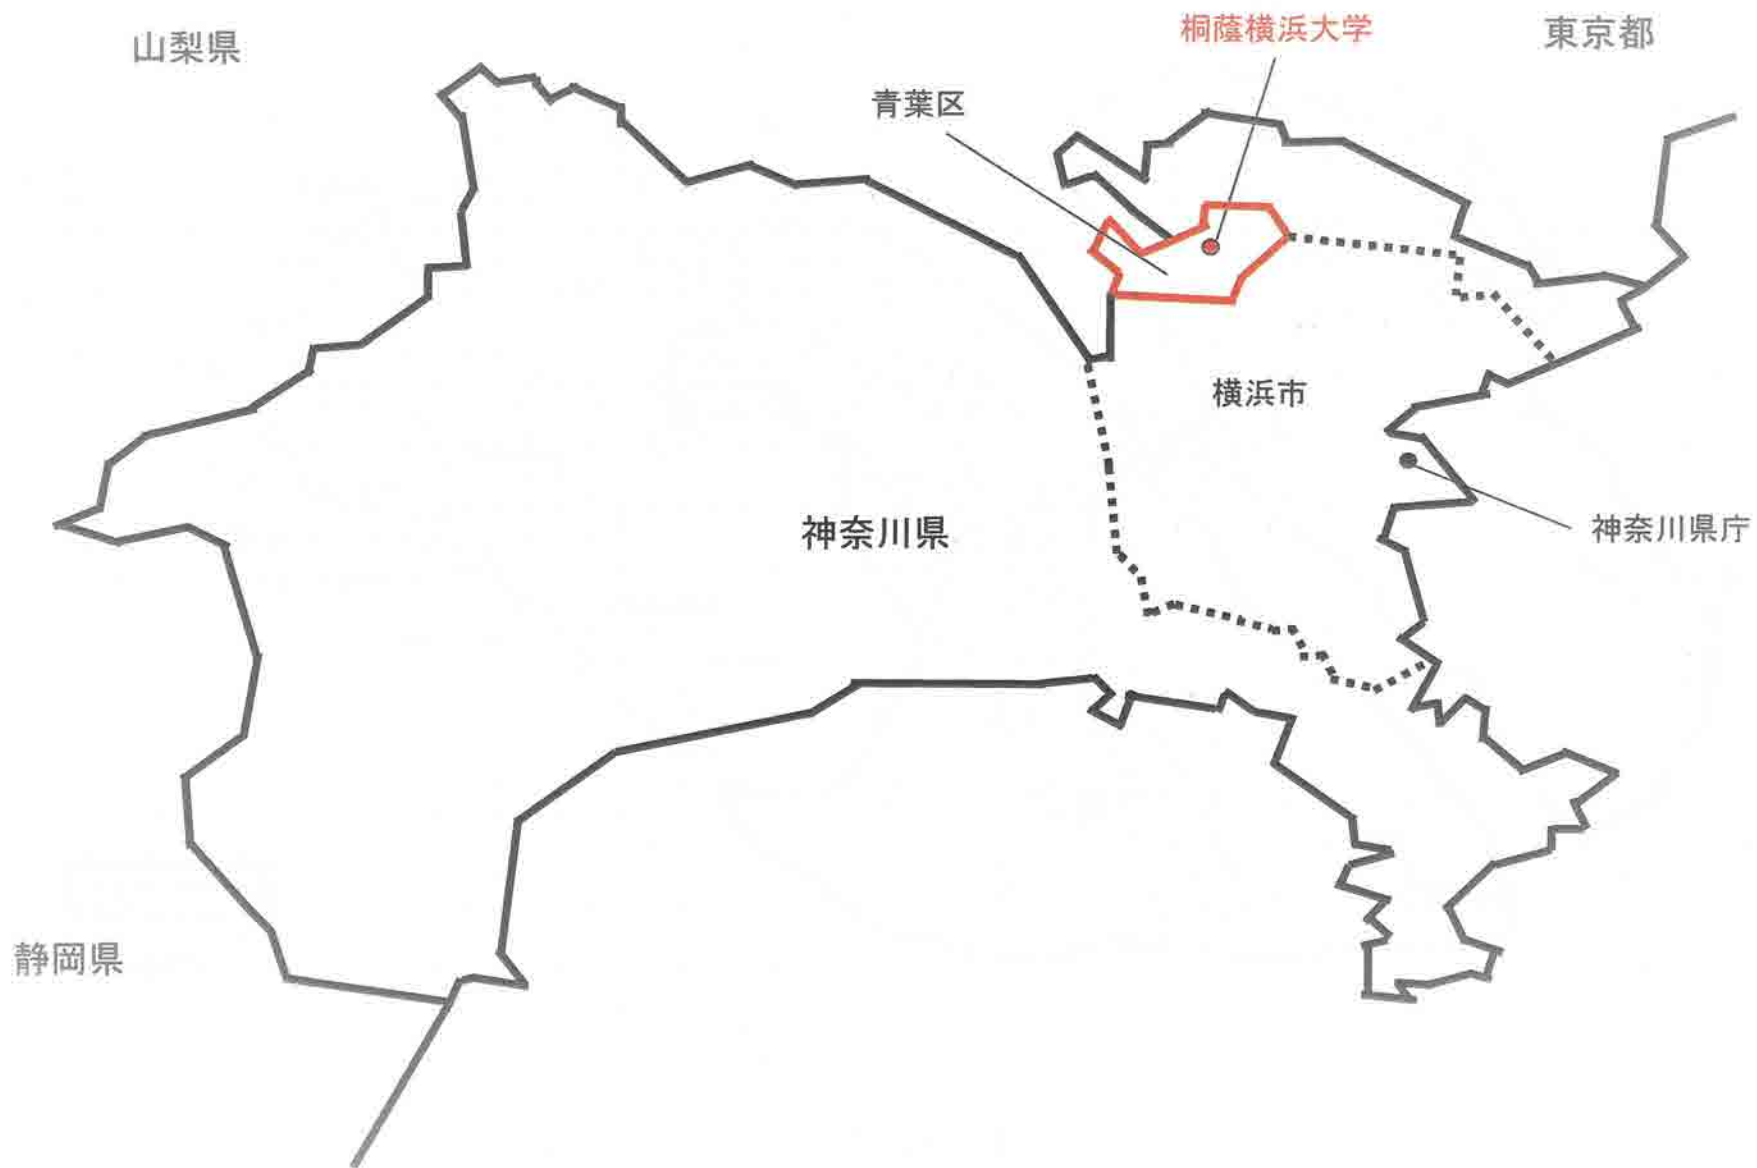 桐蔭横浜大学
山梨県
東京都
青葉区
横浜市
神奈川県
神奈川県庁
静岡県